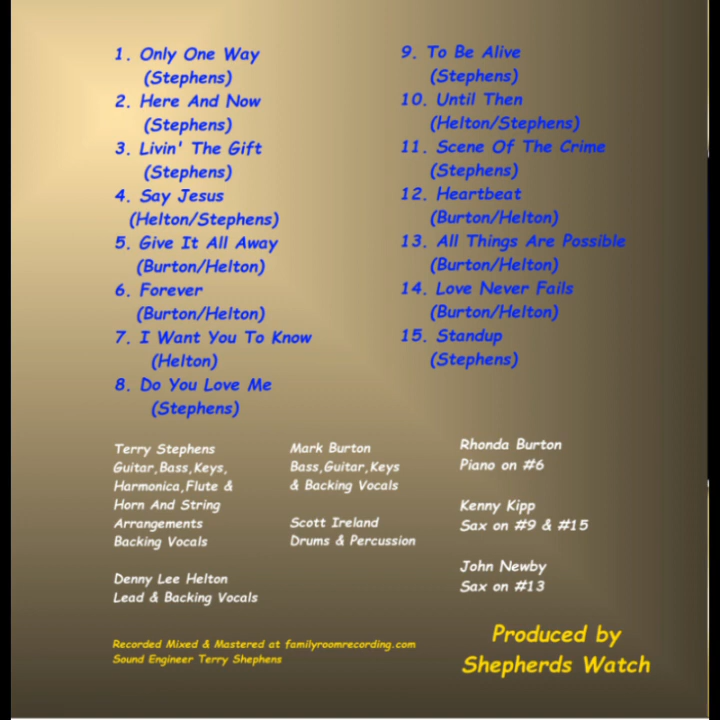 1. Only One Way
(Stephens)
2. Here And Now
(Stephens)
3. Livin' The Gift
(Stephens)
4. Say Jesus
(Helton/Stephens)
5. Give It All Away
(Burton/Helton)
6. Forever
(Burton/Helton)
7. I Want You To Know
(Helton)
8. Do You Love Me
(Stephens)
9. To Be Alive
(Stephens)
10. Until Then
(Helton/Stephens)
11. Scene Of The Crime
(Stephens)
12. Heartbeat
(Burton/Helton)
13. All Things Are Possible
(Burton/Helton)
14. Love Never Fails
(Burton/Helton)
15. Standup
(Stephens)
Terry Stephens
Guitar,Bass,Keys,
Harmonica,Flute &
Horn And String
Arrangements
Backing Vocals
Denny Lee Helton
Lead & Backing Vocals
Mark Burton
Bass,Guitar,Keys
& Backing Vocals
Scott Ireland
Drums & Percussion
Rhonda Burton
Piano on #6
Kenny Kipp
Sax on #9 & #15
John Newby
Sax on #13
Recorded Mixed & Mastered at familyroomrecording.com
Sound Engineer Terry Shephens
Produced by
Shepherds Watch